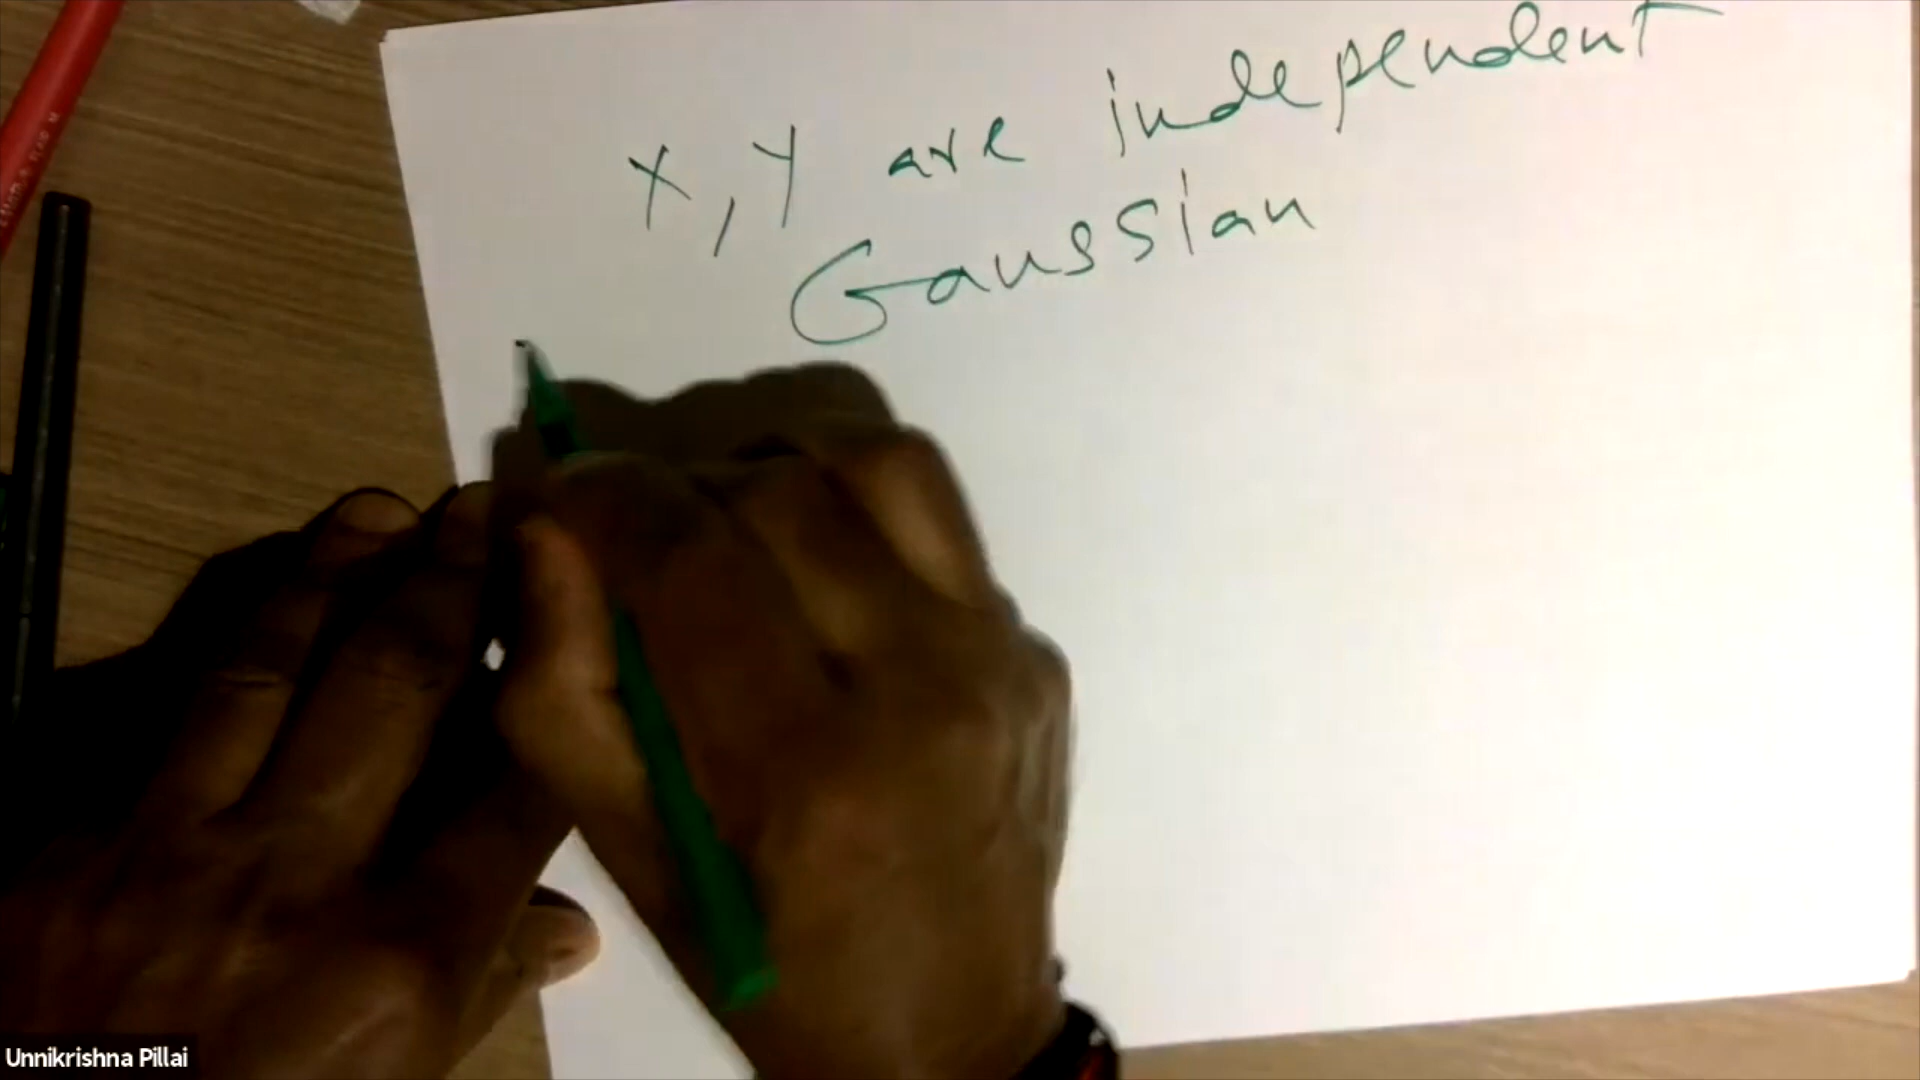 X, Y are independent
Gaussian
Unnikrishna Pillai